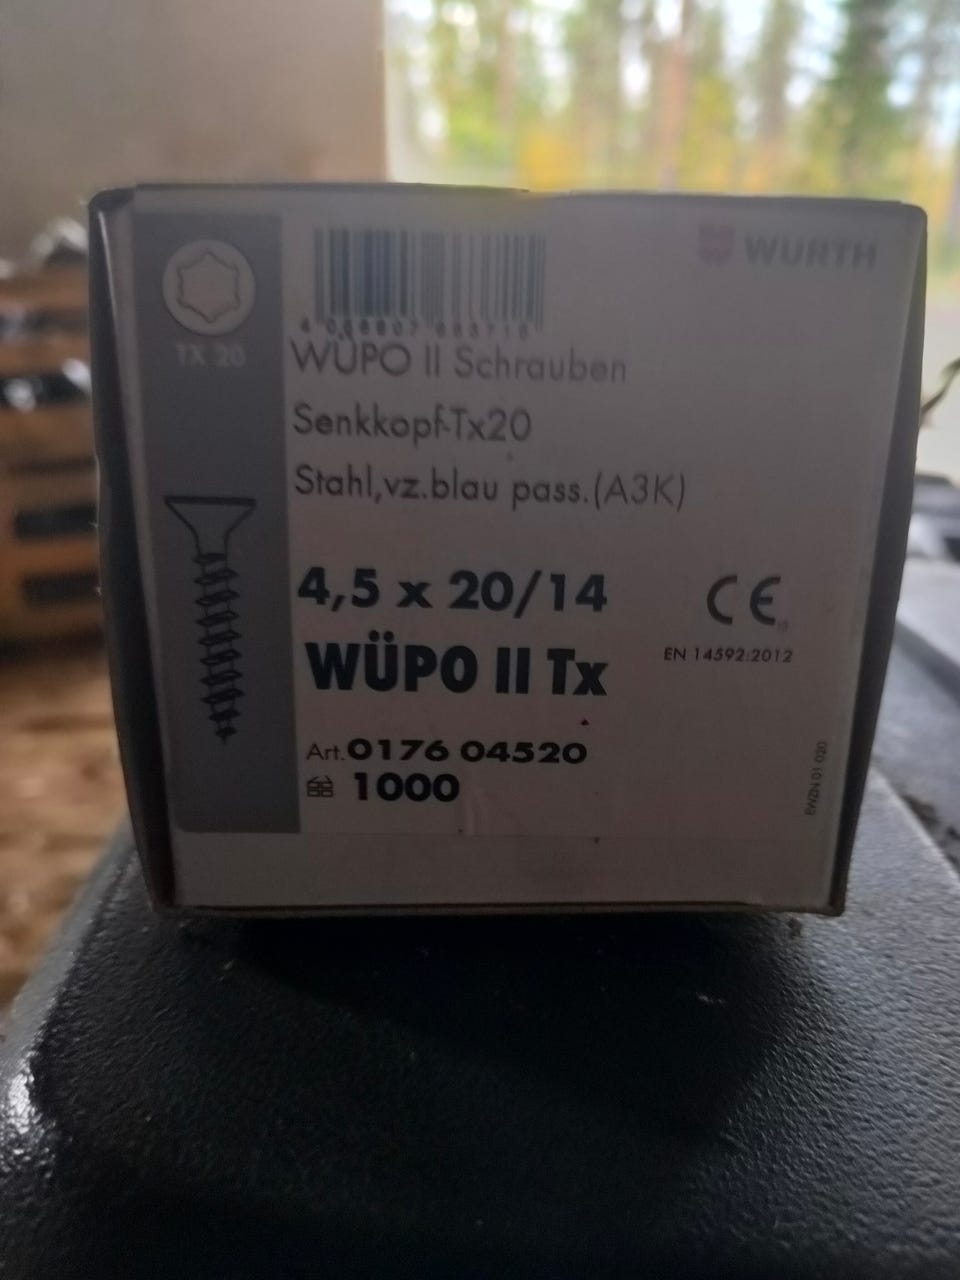 WÜRTH
TX 20
WÜPO II Schrauben
Senkkopf-Tx20
Stahl,vz.blau pass.(A3K)
4,5 x 20/14
CE
WÜPO II Tx
EN 14592:2012
Art.0176 04520
1000